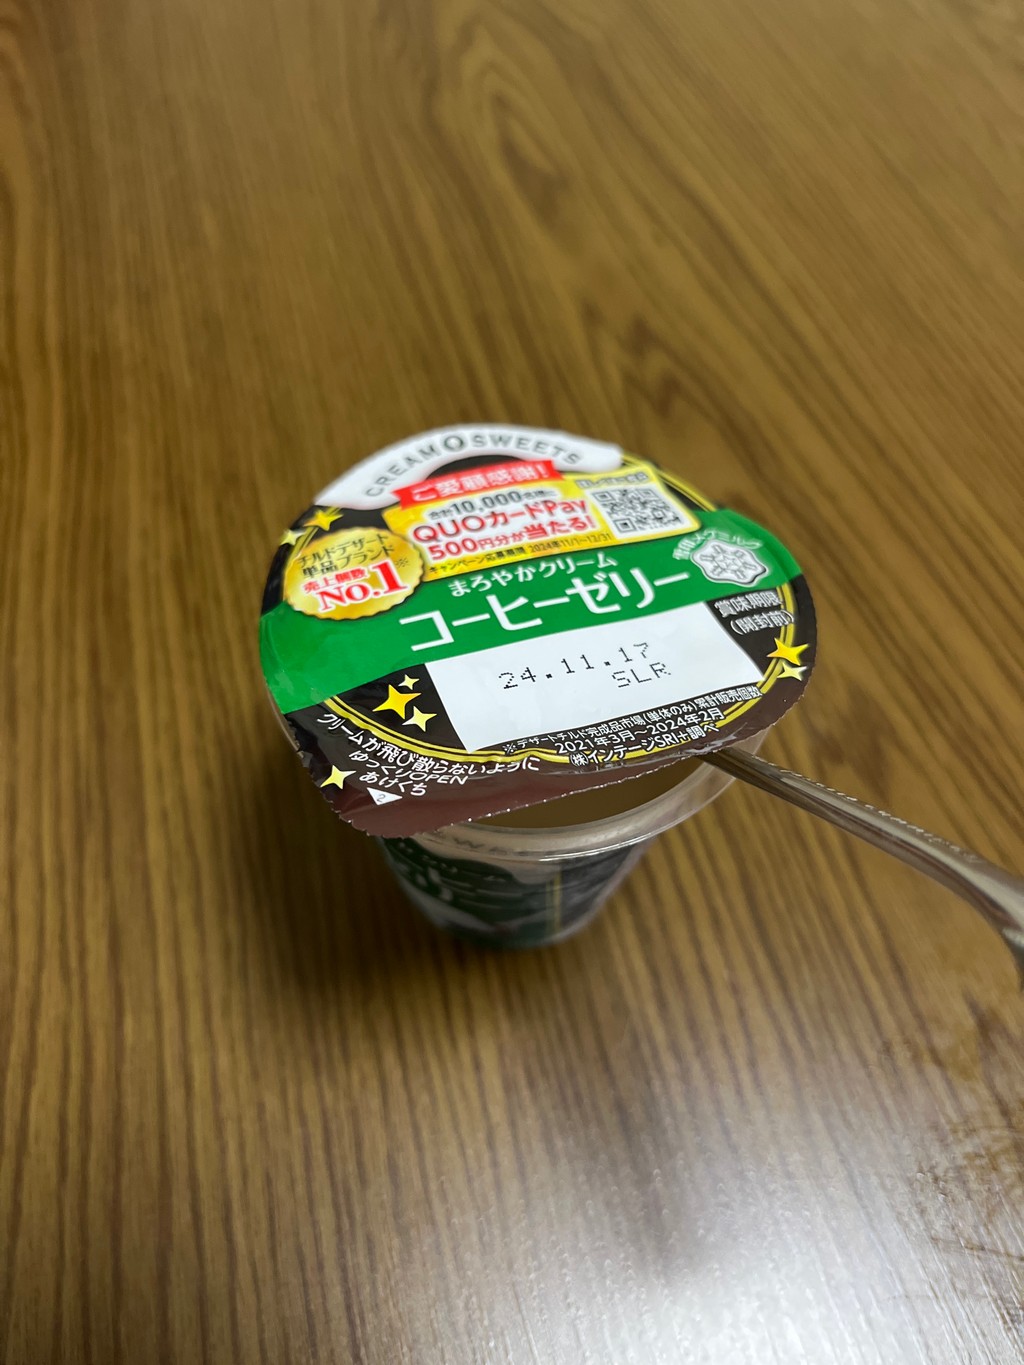 CREAM SWEETS
ご愛顧感謝!
合計10,000名様に
QUOカードPay
500円分が当たる!
キャンペーン応募期間 2024年11/1~12/31
チルドデザート
単品ブランド※
売上個数
NO.1
まろやかクリーム
コーヒーゼリー
雪印メグミルク
賞味期限
(開封前)
24.11.17
SLR
※デザートチルド完成品市場(単体のみ)累計販売個数
2021年3月~2024年2月
(株)インテージSRI+調べ
クリームが飛び散らないように
ゆっくりOPEN
あけくち
2